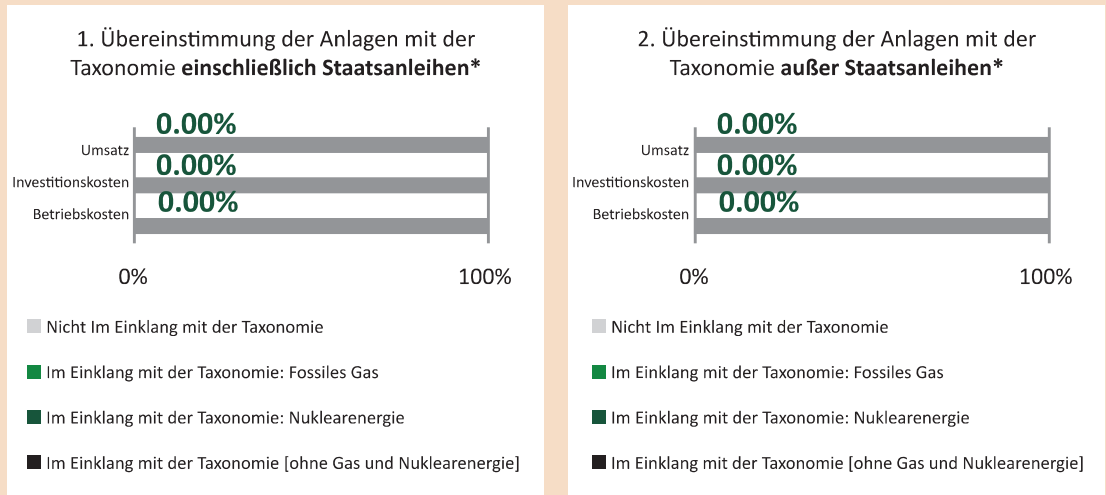 1. Übereinstimmung der Anlagen mit der
Taxonomie einschließlich Staatsanleihen*
0.00%
Umsatz
0.00%
Investitionskosten
0.00%
Betriebskosten
0%
100%
Nicht Im Einklang mit der Taxonomie
Im Einklang mit der Taxonomie: Fossiles Gas
Im Einklang mit der Taxonomie: Nuklearenergie
Im Einklang mit der Taxonomie [ohne Gas und Nuklearenergie]
2. Übereinstimmung der Anlagen mit der
Taxonomie außer Staatsanleihen*
0.00%
Umsatz
0.00%
Investitionskosten
0.00%
Betriebskosten
0%
100%
Nicht Im Einklang mit der Taxonomie
Im Einklang mit der Taxonomie: Fossiles Gas
Im Einklang mit der Taxonomie: Nuklearenergie
Im Einklang mit der Taxonomie [ohne Gas und Nuklearenergie]